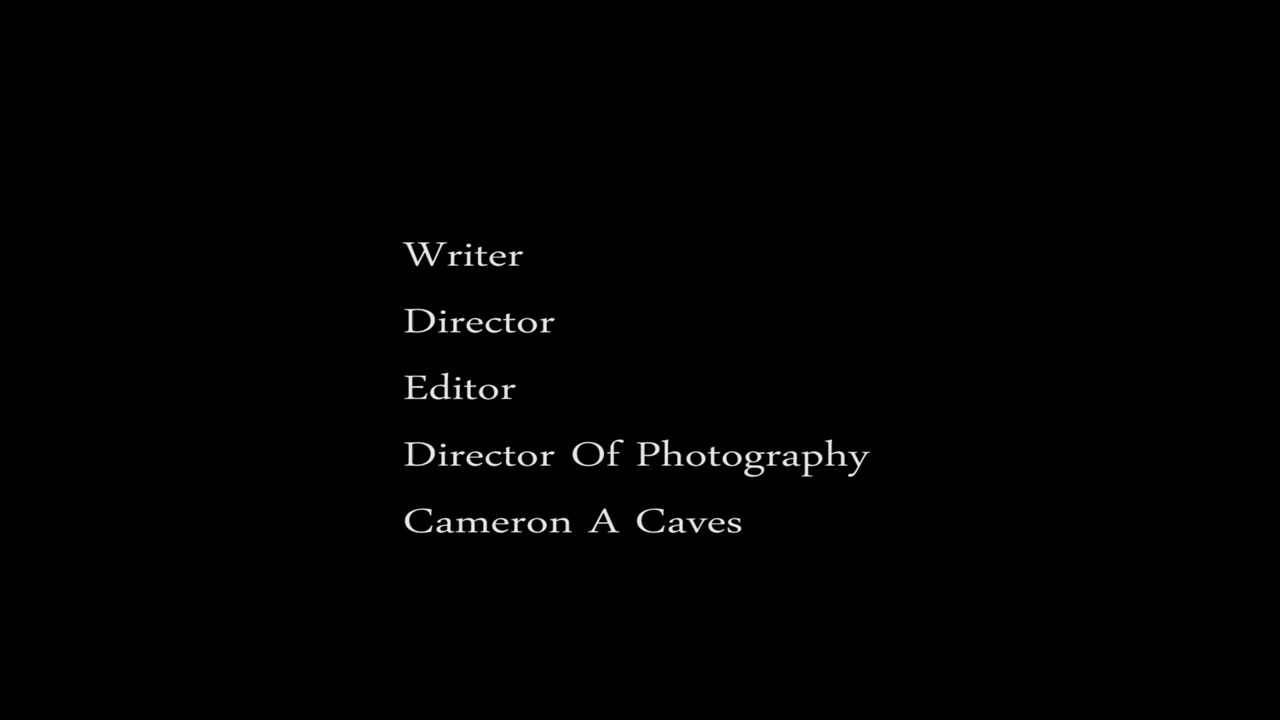 Writer
Director
Editor
Director Of Photography
Cameron A Caves